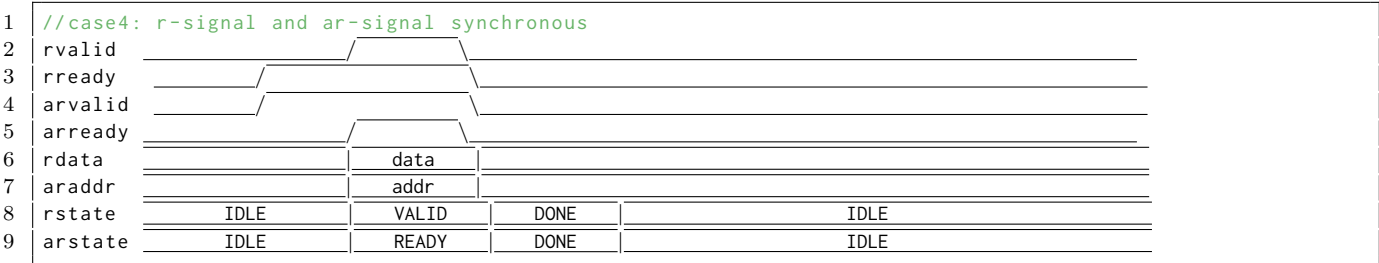 1 //case4: r-signal and ar-signal synchronous
2 rvalid
3 rready
4 arvalid
5 arready
6 rdata data
7 araddr addr
8 rstate IDLE VALID DONE IDLE
9 arstate IDLE READY DONE IDLE